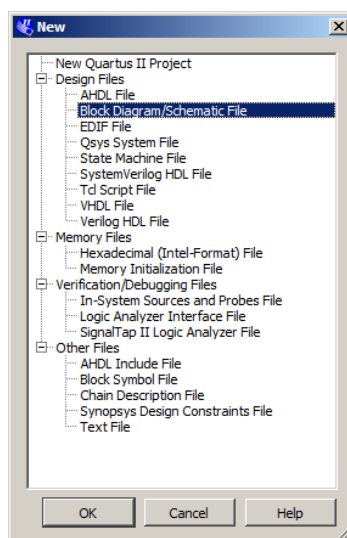 New
New Quartus II Project
Design Files
AHDL File
Block Diagram/Schematic File
EDIF File
Qsys System File
State Machine File
SystemVerilog HDL File
Tcl Script File
VHDL File
Verilog HDL File
Memory Files
Hexadecimal (Intel-Format) File
Memory Initialization File
Verification/Debugging Files
In-System Sources and Probes File
Logic Analyzer Interface File
SignalTap II Logic Analyzer File
Other Files
AHDL Include File
Block Symbol File
Chain Description File
Synopsys Design Constraints File
Text File
OK Cancel Help